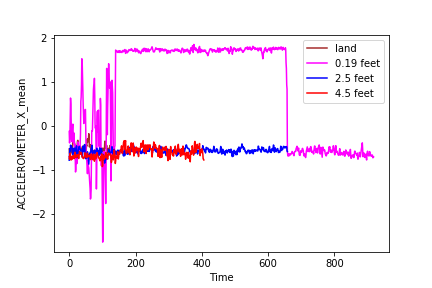 2
1
0
−1
−2
ACCELEROMETER_X_mean
0 200 400 600 800
Time
land
0.19 feet
2.5 feet
4.5 feet